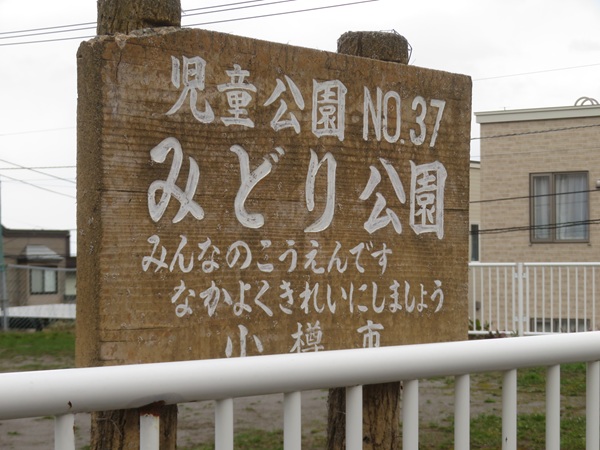 児童公園 NO.37
みどり公園
みんなのこうえんです
なかよくきれいにしましょう
小樽市